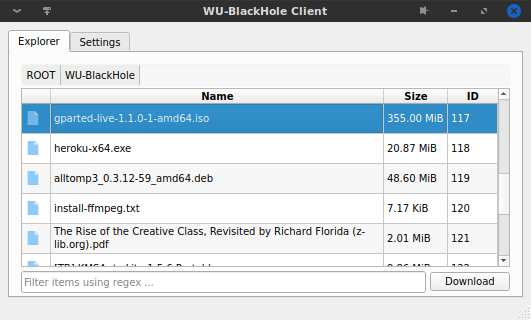 WU-BlackHole Client
Explorer
Settings
ROOT
WU-BlackHole
Name
Size
ID
gparted-live-1.1.0-1-amd64.iso
355.00 MiB
117
heroku-x64.exe
20.87 MiB
118
alltomp3_0.3.12-59_amd64.deb
48.60 MiB
119
install-ffmpeg.txt
7.17 KiB
120
The Rise of the Creative Class, Revisited by Richard Florida (z-
lib.org).pdf
2.01 MiB
121
Filter items using regex ...
Download